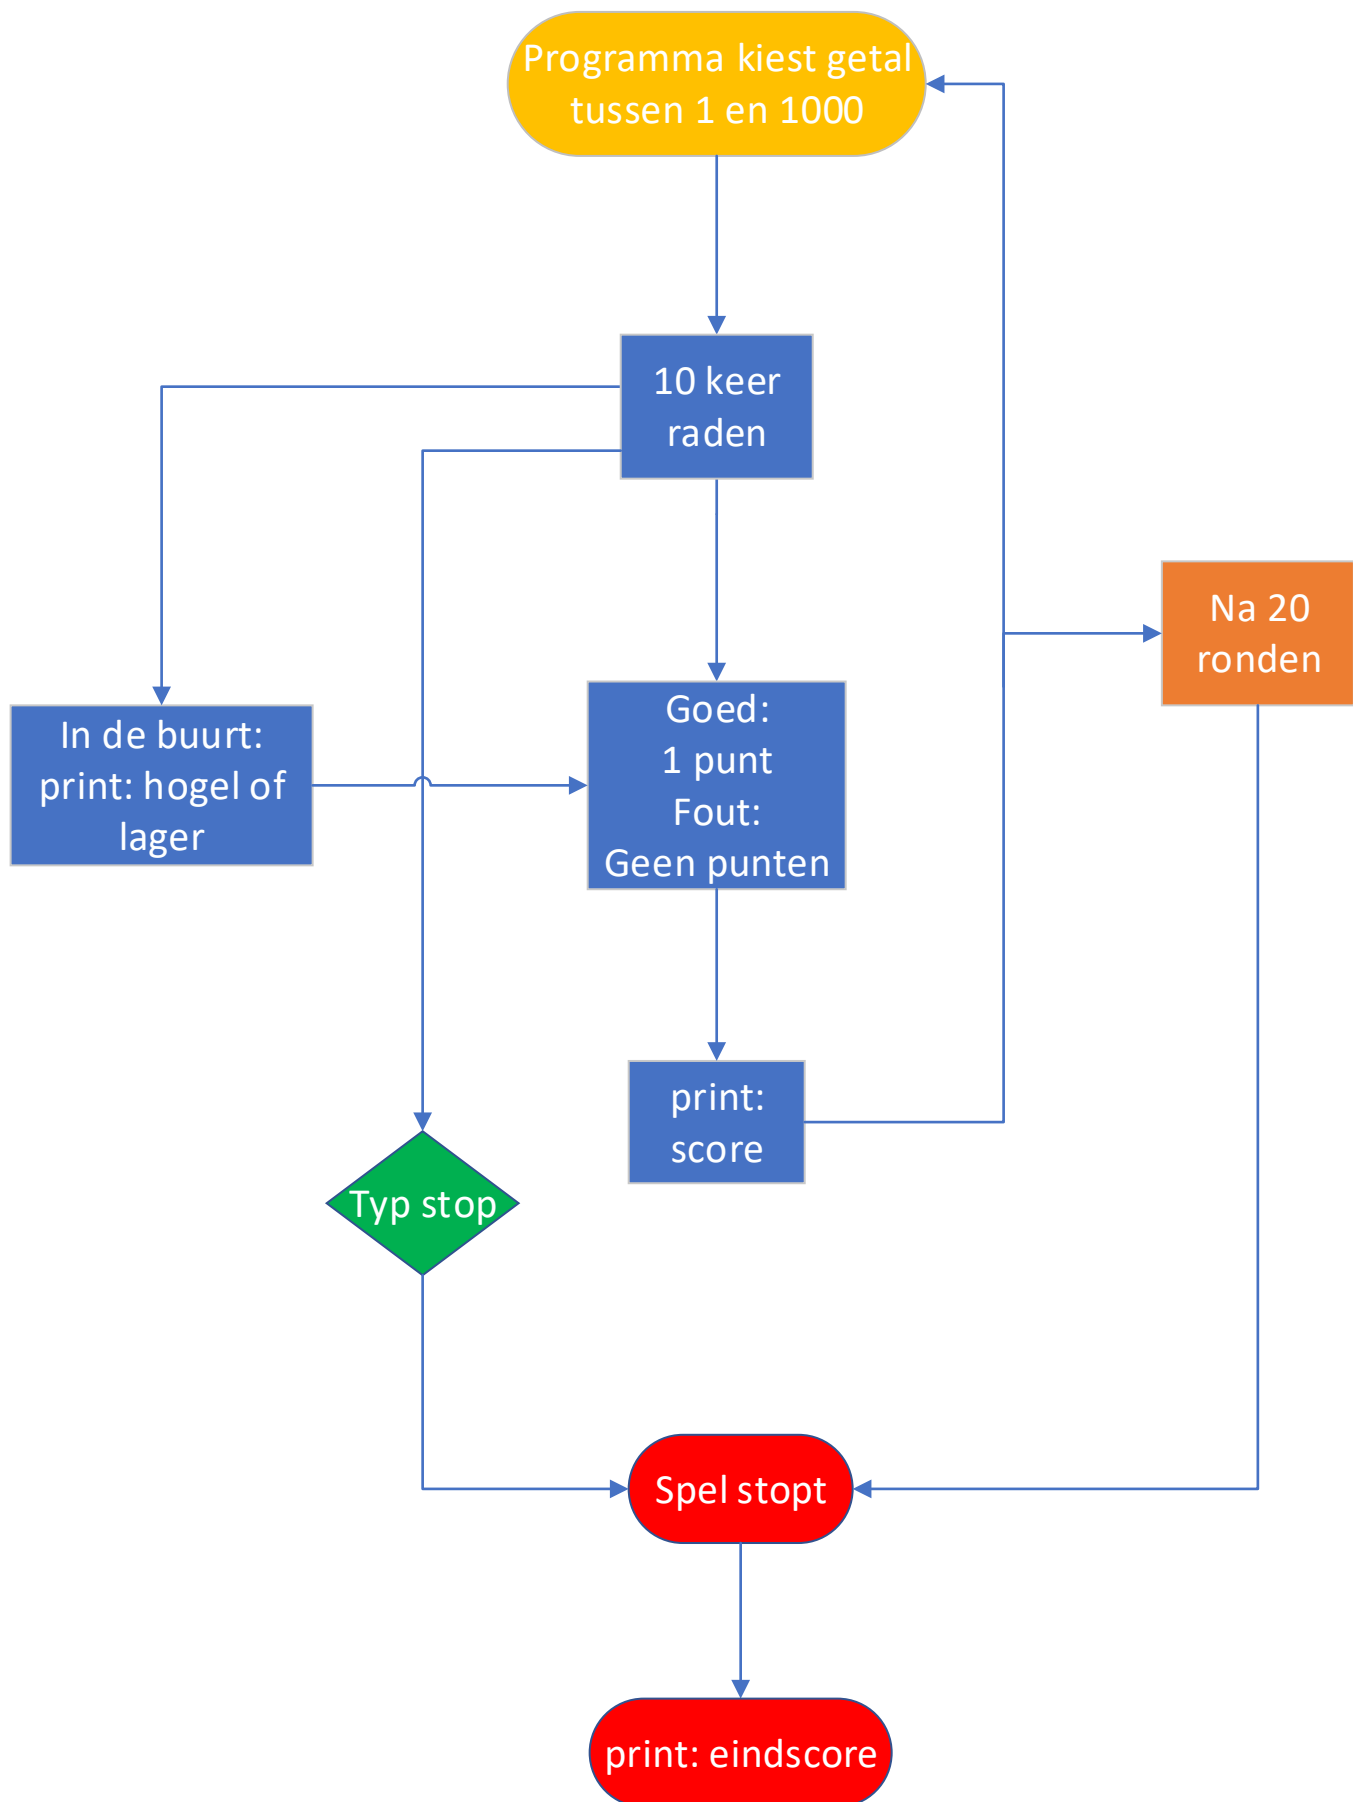 Programma kiest getal
tussen 1 en 1000
10 keer
raden
Na 20
ronden
In de buurt:
print: hogel of
lager
Goed:
1 punt
Fout:
Geen punten
print:
score
Typ stop
Spel stopt
print: eindscore